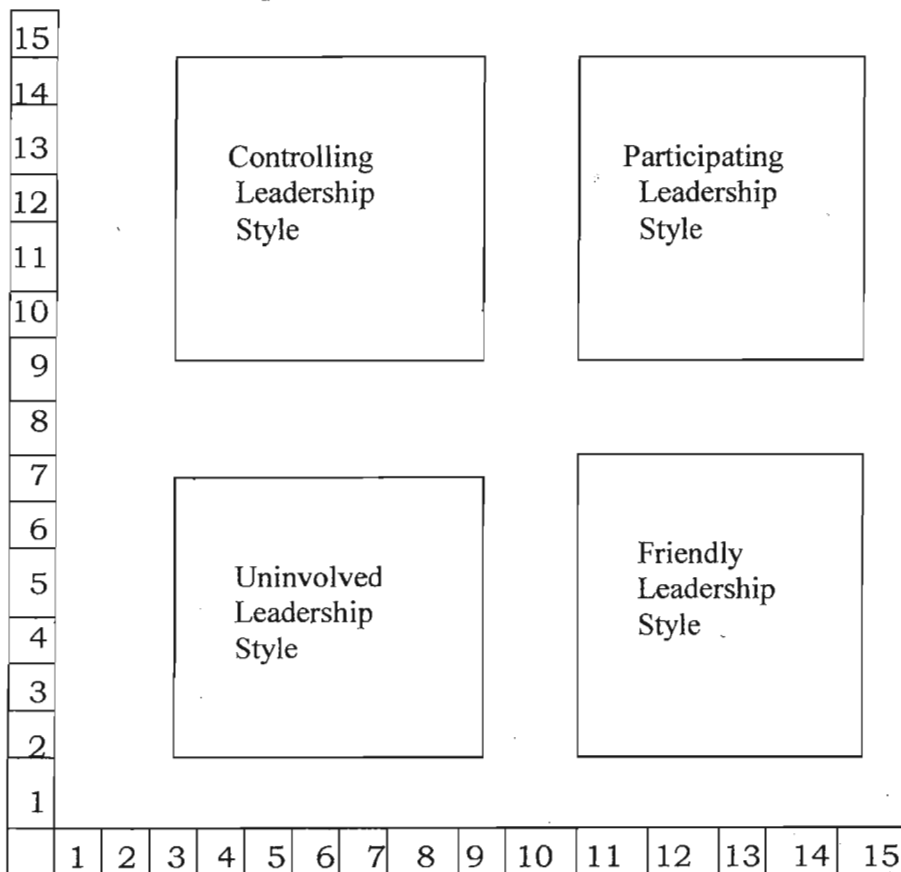 15
14
13
12
11
10
9
8
7
6
5
4
3
2
1
Controlling
Leadership
Style
Participating
Leadership
Style
Uninvolved
Leadership
Style
Friendly
Leadership
Style
1 2 3 4 5 6 7 8 9 10 11 12 13 14 15